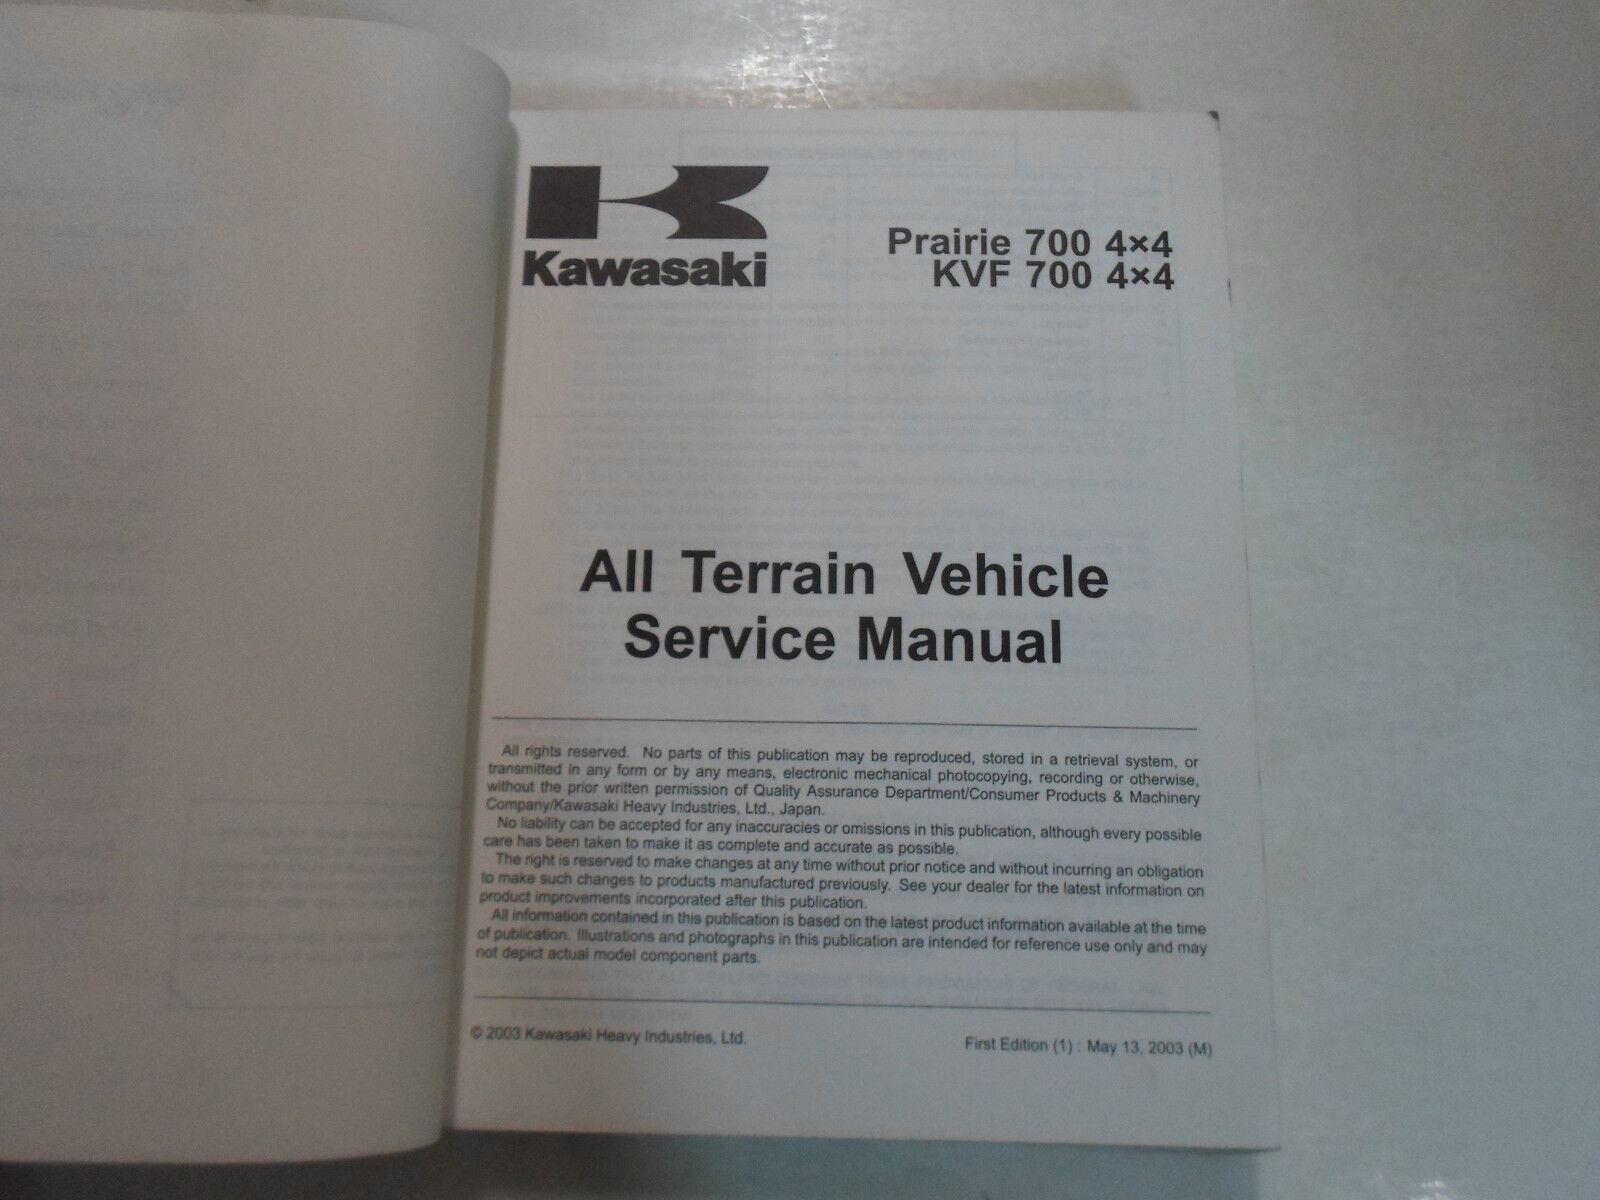 Kawasaki
Prairie 700 4×4
KVF 700 4×4
All Terrain Vehicle
Service Manual
All rights reserved. No parts of this publication may be reproduced, stored in a retrieval system, or
transmitted in any form or by any means, electronic mechanical photocopying, recording or otherwise,
without the prior written permission of Quality Assurance Department/Consumer Products & Machinery
Company/Kawasaki Heavy Industries, Ltd., Japan.
No liability can be accepted for any inaccuracies or omissions in this publication, although every possible
care has been taken to make it as complete and accurate as possible.
The right is reserved to make changes at any time without prior notice and without incurring an obligation
to make such changes to products manufactured previously. See your dealer for the latest information on
product improvements incorporated after this publication.
All information contained in this publication is based on the latest product information available at the time
of publication. Illustrations and photographs in this publication are intended for reference use only and may
not depict actual model component parts.
© 2003 Kawasaki Heavy Industries, Ltd.
First Edition (1) : May 13, 2003 (M)